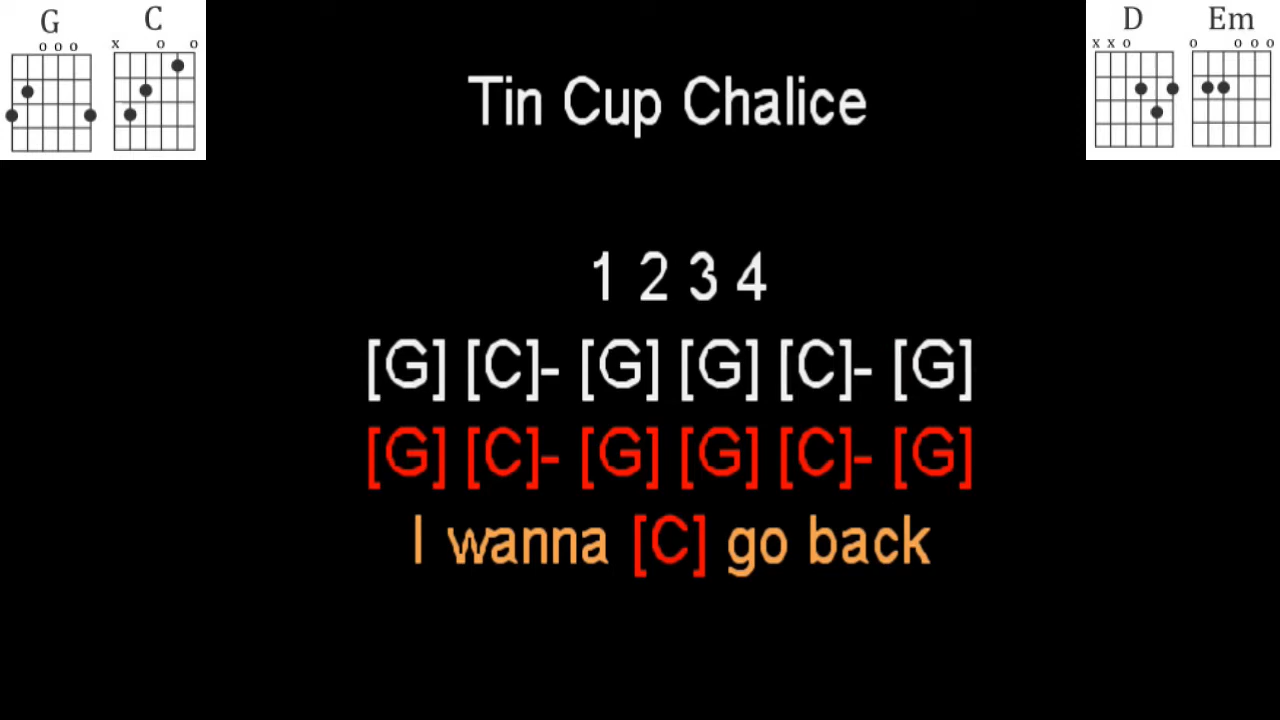 G C D Em
x o o o o o x x o o o o o
Tin Cup Chalice
1 2 3 4
[G] [C]- [G] [G] [C]- [G]
[G] [C]- [G] [G] [C]- [G]
I wanna [C] go back